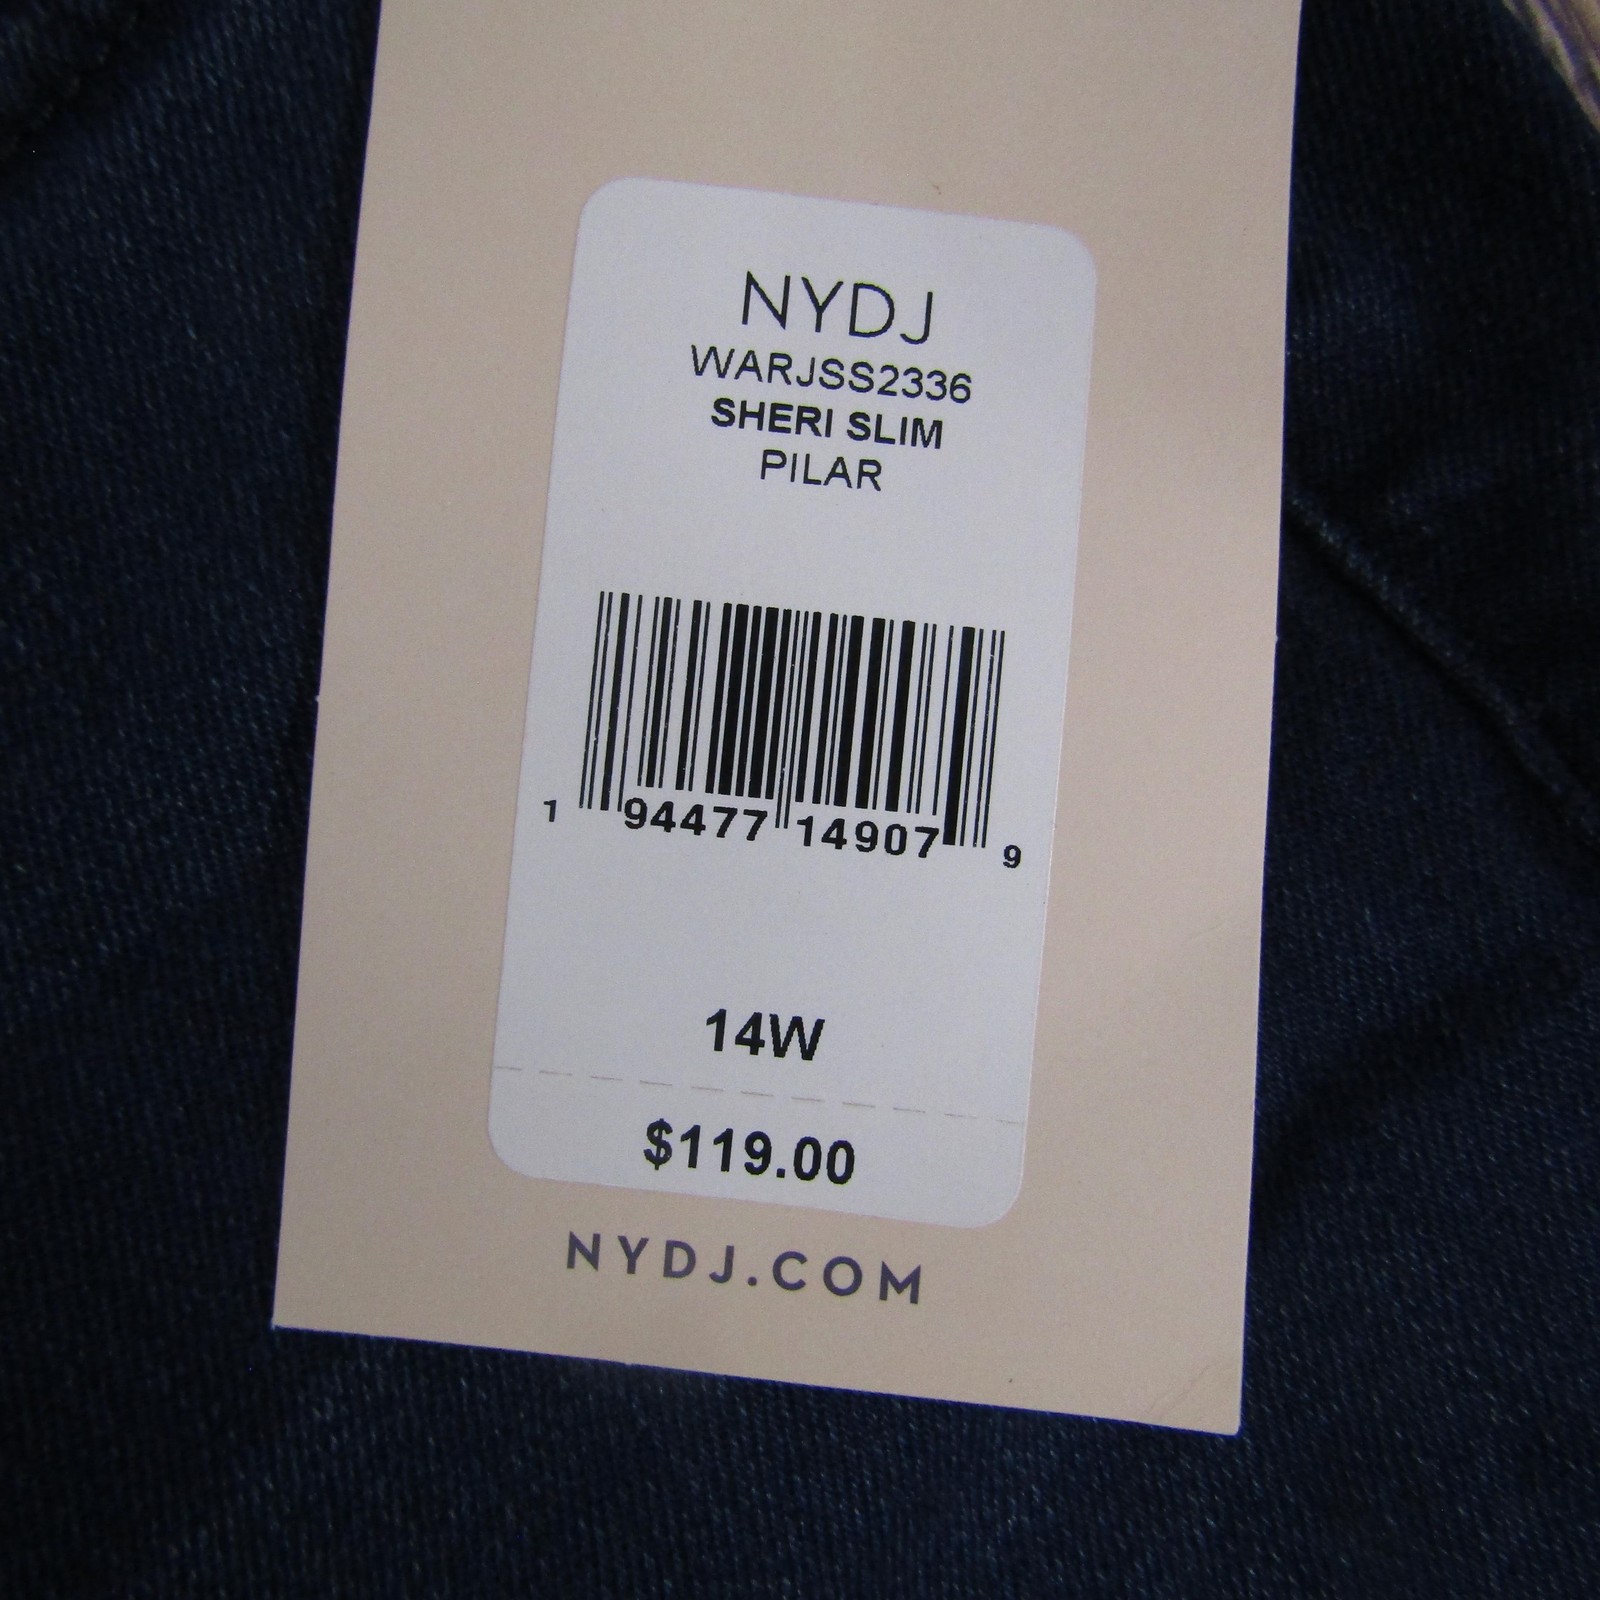 NYDJ
WARJSS2336
SHERI SLIM
PILAR
1 94477 14907 9
14W
$119.00
NYDJ.COM